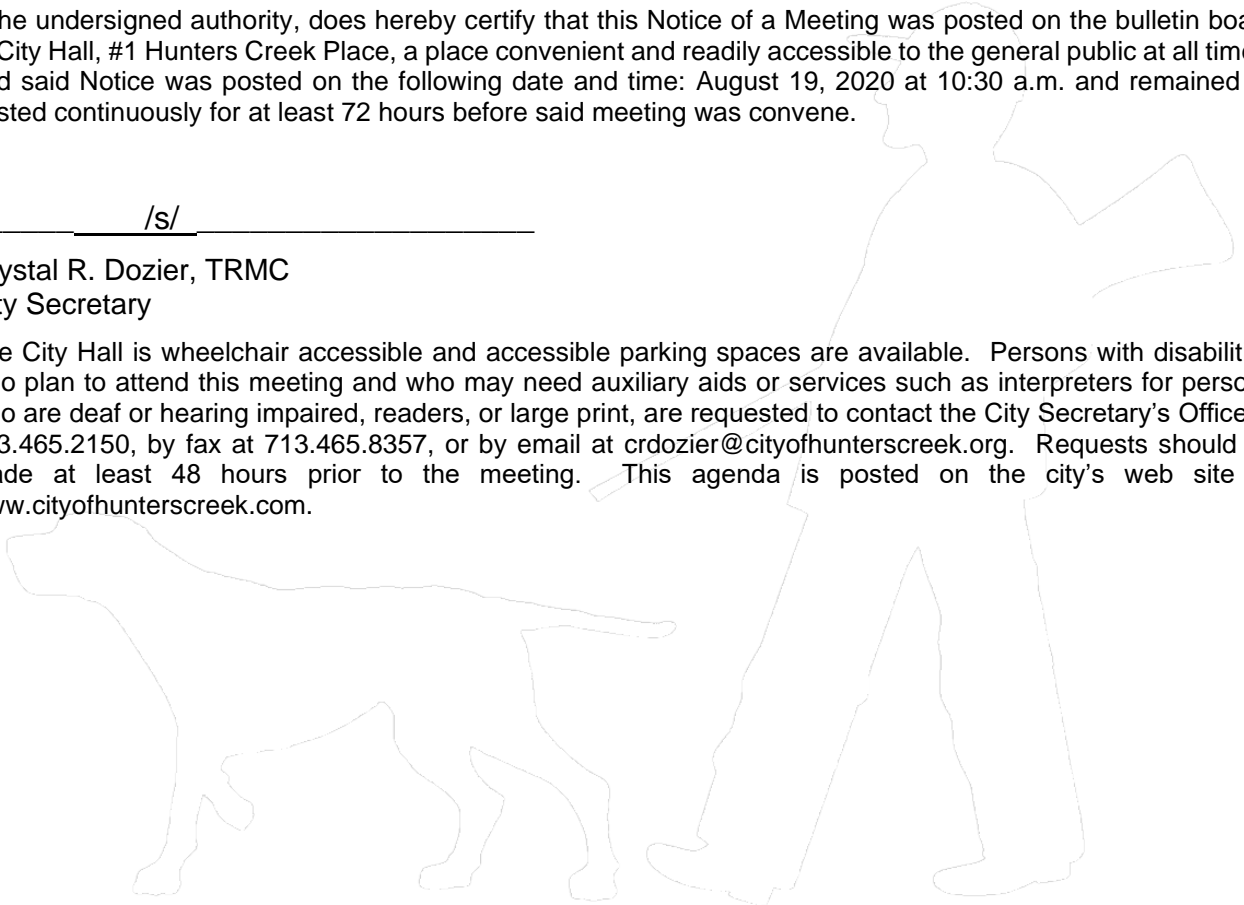 he undersigned authority, does hereby certify that this Notice of a Meeting was posted on the bulletin boa
City Hall, #1 Hunters Creek Place, a place convenient and readily accessible to the general public at all time
d said Notice was posted on the following date and time: August 19, 2020 at 10:30 a.m. and remained
sted continuously for at least 72 hours before said meeting was convene.
/s/
ystal R. Dozier, TRMC
ty Secretary
e City Hall is wheelchair accessible and accessible parking spaces are available. Persons with disabiliti
o plan to attend this meeting and who may need auxiliary aids or services such as interpreters for perso
o are deaf or hearing impaired, readers, or large print, are requested to contact the City Secretary’s Office
3.465.2150, by fax at 713.465.8357, or by email at crdozier@cityofhunterscreek.org. Requests should
ade at least 48 hours prior to the meeting. This agenda is posted on the city’s web site
ww.cityofhunterscreek.com.